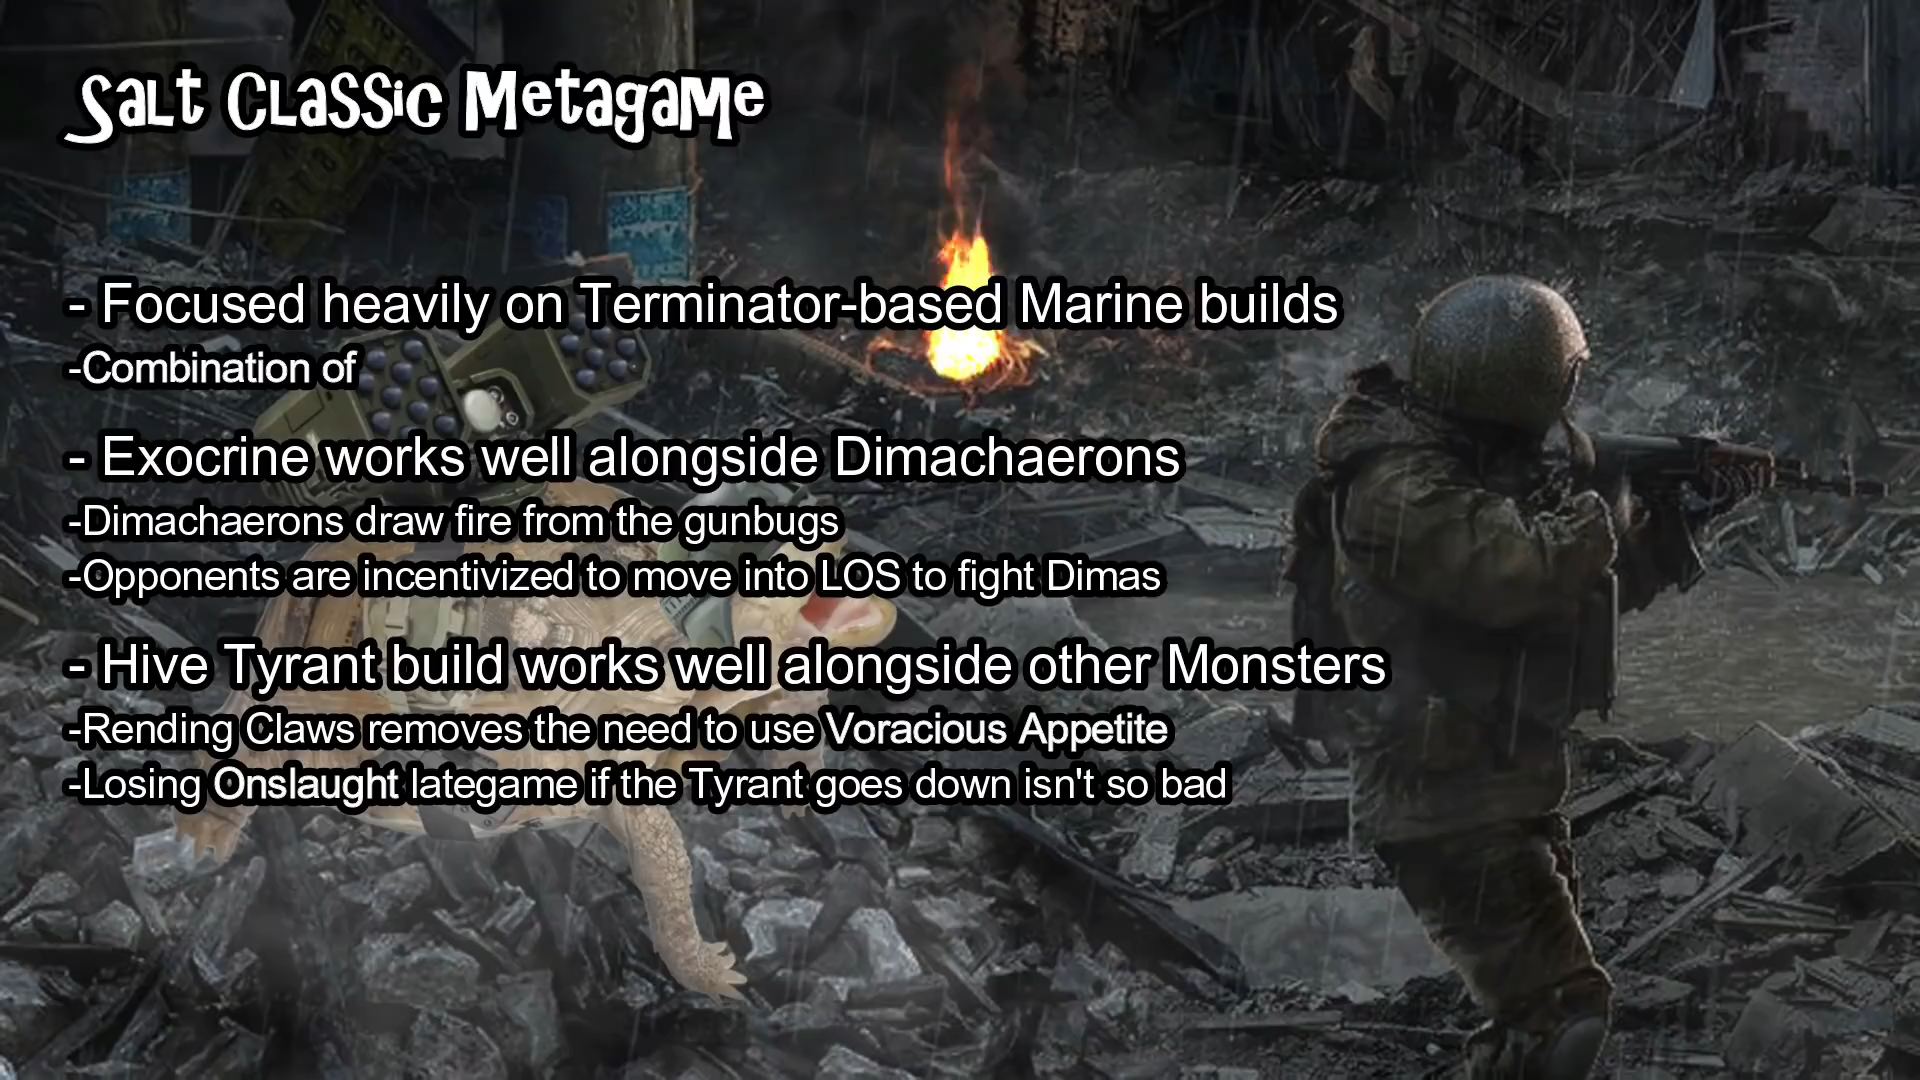 Salt Classic Metagame
- Focused heavily on Terminator-based Marine builds
-Combination of
- Exocrine works well alongside Dimachaerons
-Dimachaerons draw fire from the gunbugs
-Opponents are incentivized to move into LOS to fight Dimas
- Hive Tyrant build works well alongside other Monsters
-Rending Claws removes the need to use Voracious Appetite
-Losing Onslaught lategame if the Tyrant goes down isn't so bad